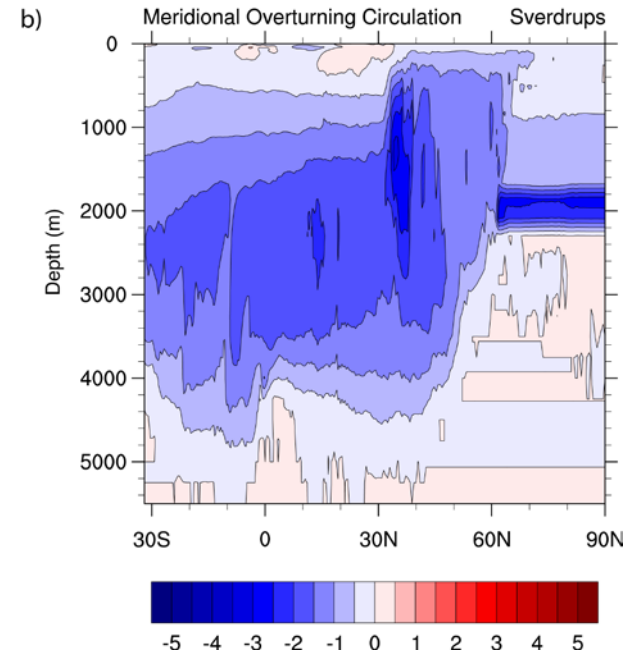 b)
Meridional Overturning Circulation Sverdrups
0
1000
2000
3000
4000
5000
Depth (m)
30S 0 30N 60N 90N
-5 -4 -3 -2 -1 0 1 2 3 4 5